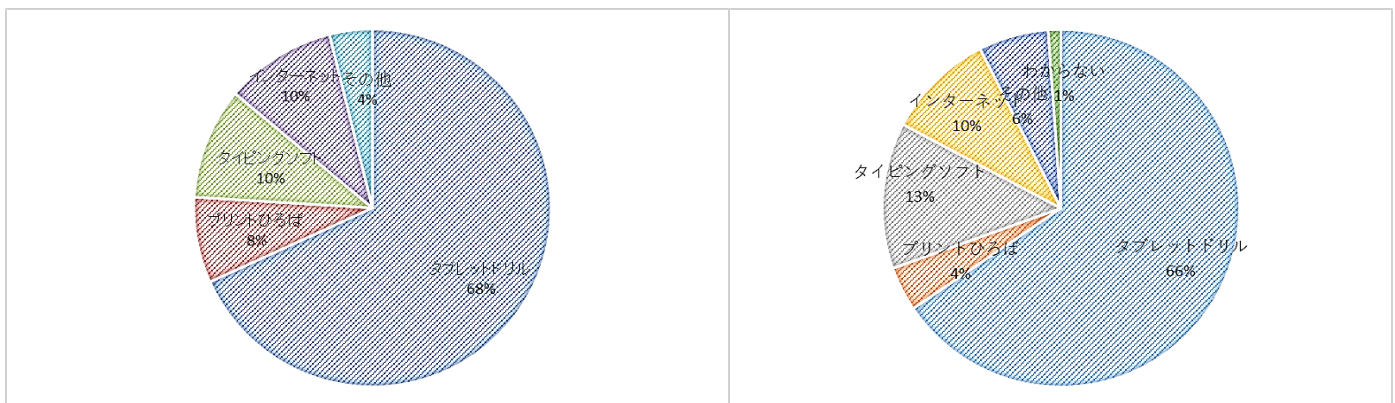 インターネット
10%
その他
4%
タイピングソフト
10%
プリントひろば
8%
タブレットドリル
68%
わからない
1%
その他
6%
インターネット
10%
タイピングソフト
13%
プリントひろば
4%
タブレットドリル
66%